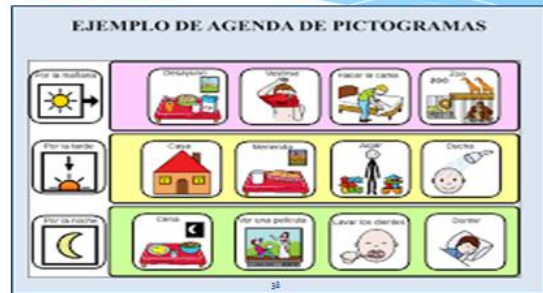 EJEMPLO DE AGENDA DE PICTOGRAMAS
Por la mañana
Desayuno
Vestirse
Hacer la cama
Zoo
ZOO
Por la tarde
Casa
Merienda
Jugar
Ducha
Por la noche
Cena
Ver una película
Lavar los dientes
Dormir
38